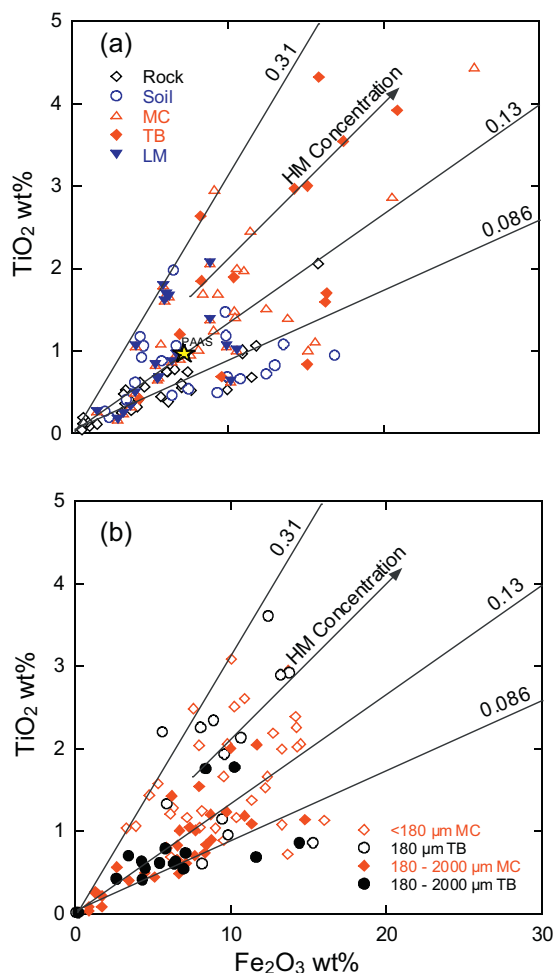 5
4
3
2
1
0
TiO2 wt%
(a)
Rock
Soil
MC
TB
LM
0.31
HM Concentration
0.13
0.086
PAAS
5
4
3
2
1
0
TiO2 wt%
(b)
0.31
HM Concentration
0.13
0.086
<180 µm MC
180 µm TB
180 - 2000 µm MC
180 - 2000 µm TB
0 10 20 30
Fe2O3 wt%